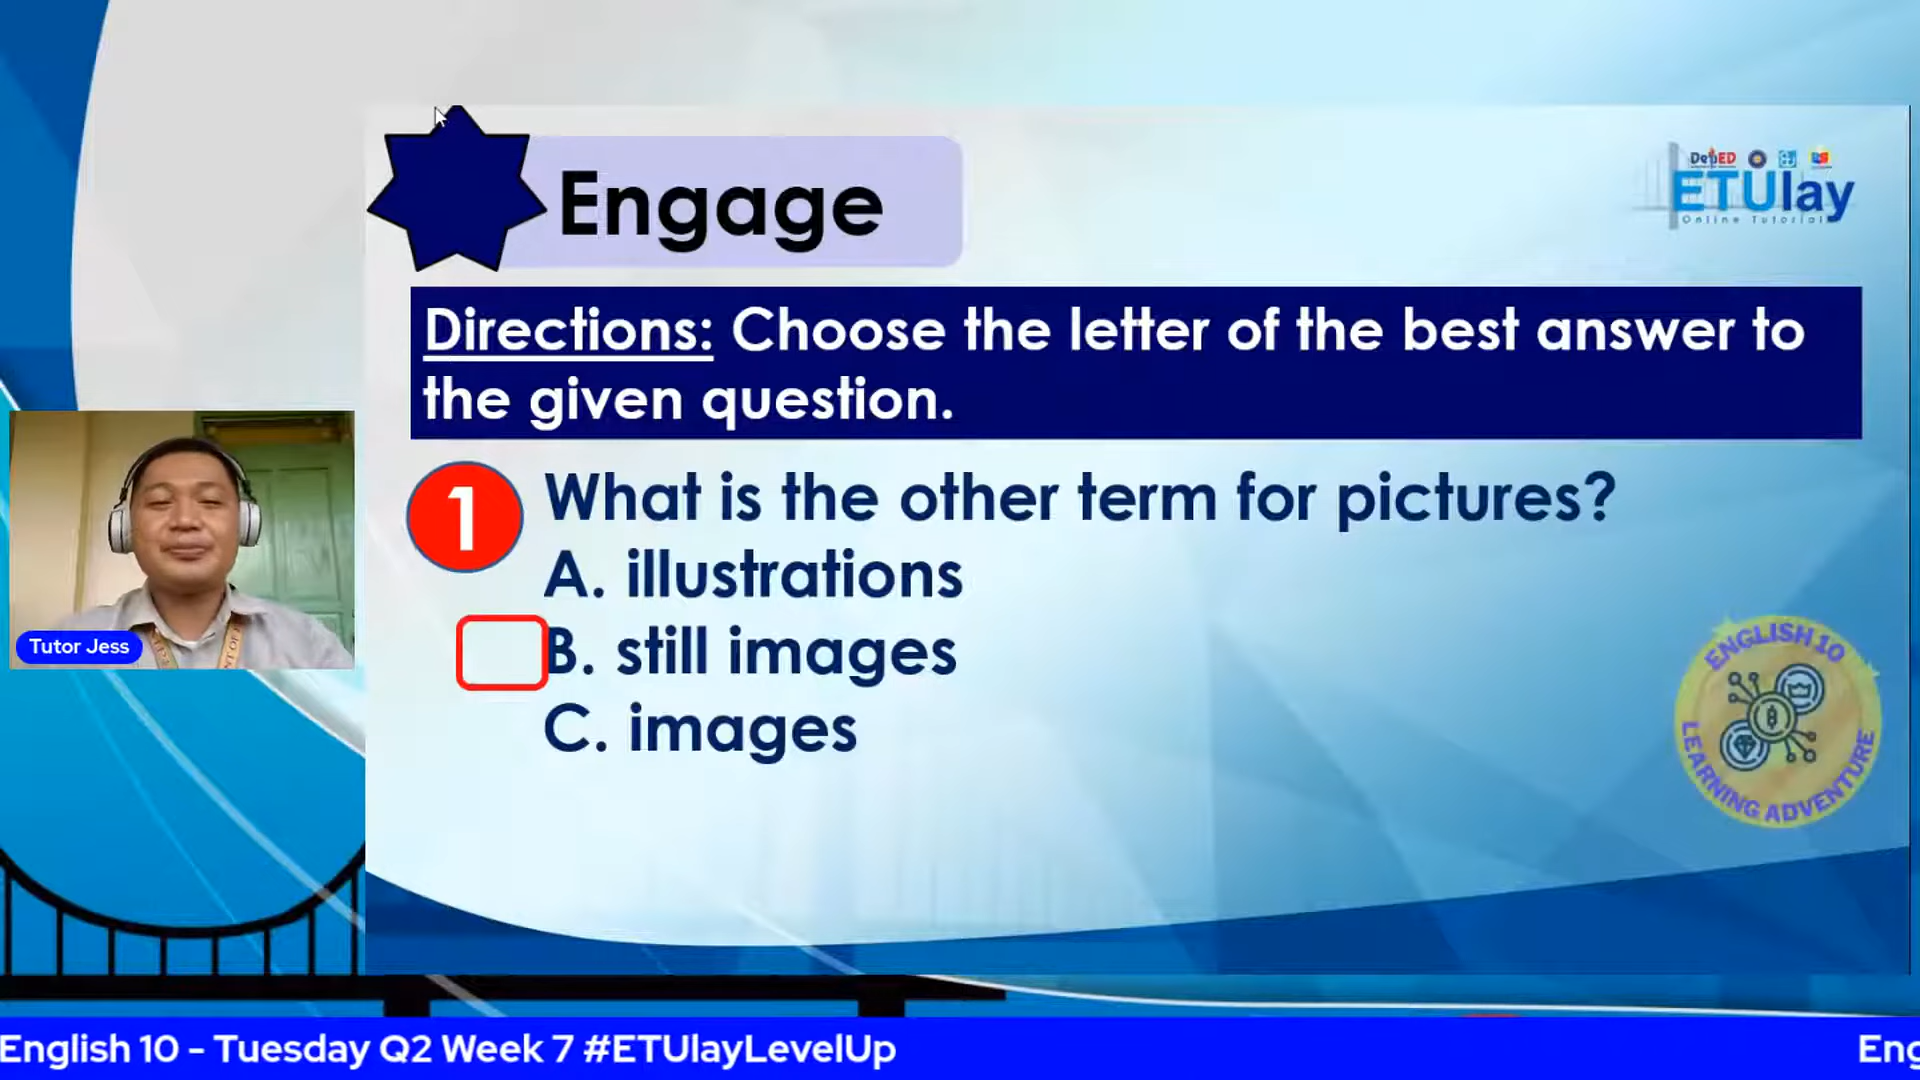 Engage
DepED
ETUlay
Online Tutorial
Directions: Choose the letter of the best answer to
the given question.
1 What is the other term for pictures?
A. illustrations
B. still images
C. images
Tutor Jess
ENGLISH 10
LEARNING ADVENTURE
English 10 - Tuesday Q2 Week 7 #ETUlayLevelUp
Eng